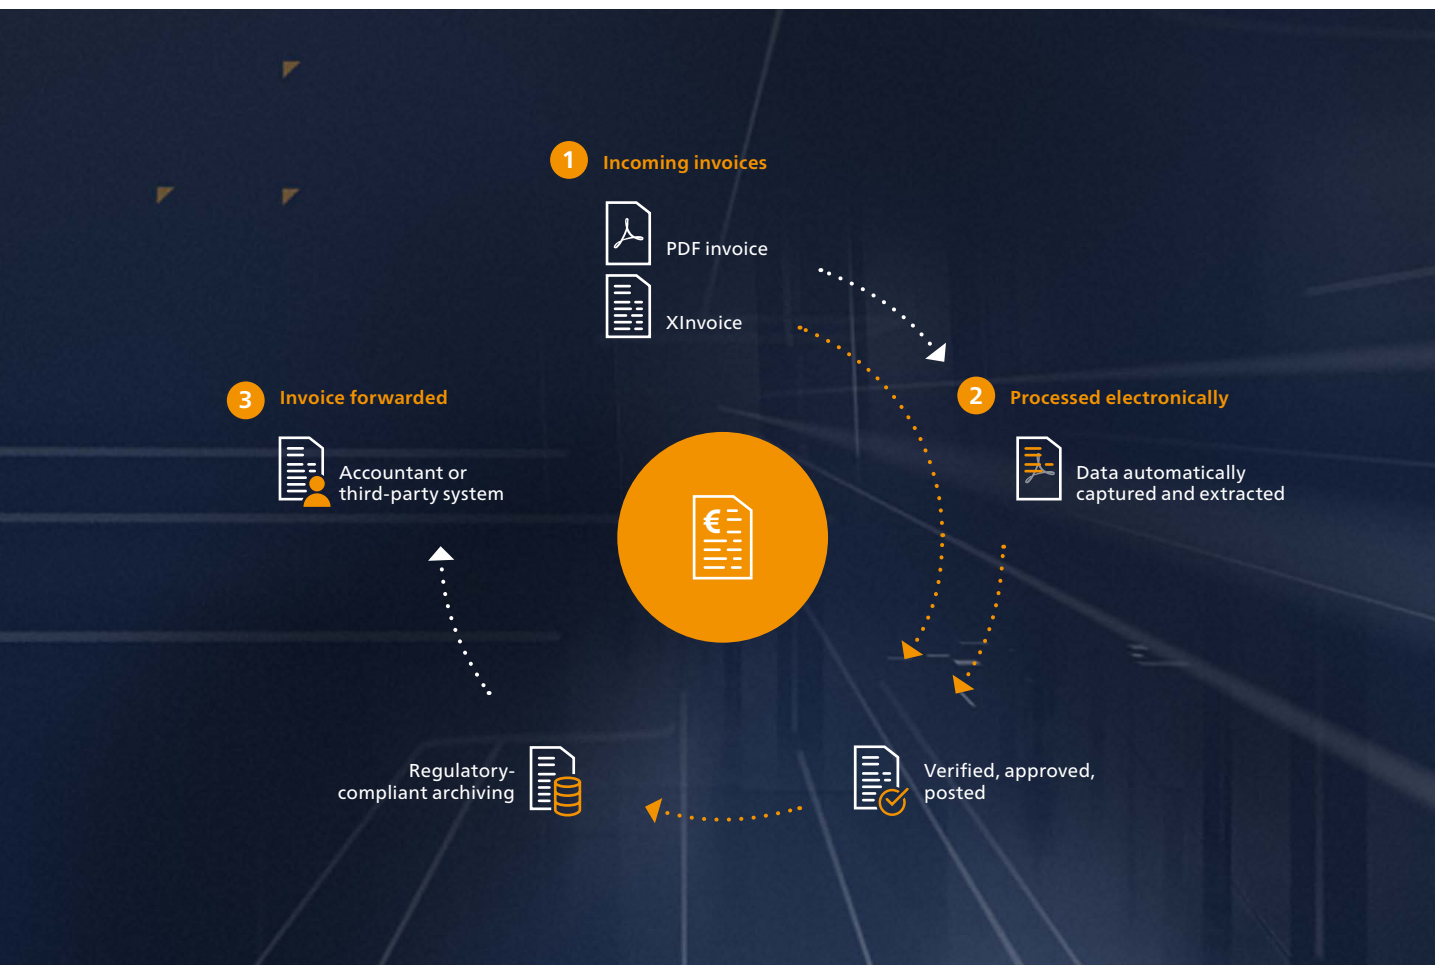 1 Incoming invoices
PDF invoice
XInvoice
2 Processed electronically
Data automatically
captured and extracted
Verified, approved,
posted
Regulatory-
compliant archiving
3 Invoice forwarded
Accountant or
third-party system
€